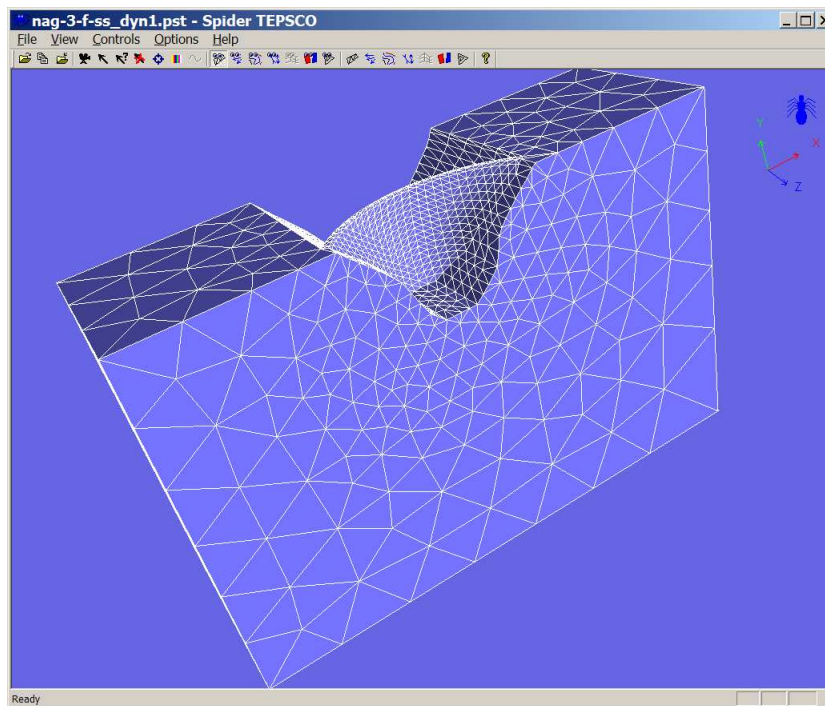 nag-3-f-ss_dyn1.pst - Spider TEPSCO
File View Controls Options Help
Y
X
Z
Ready